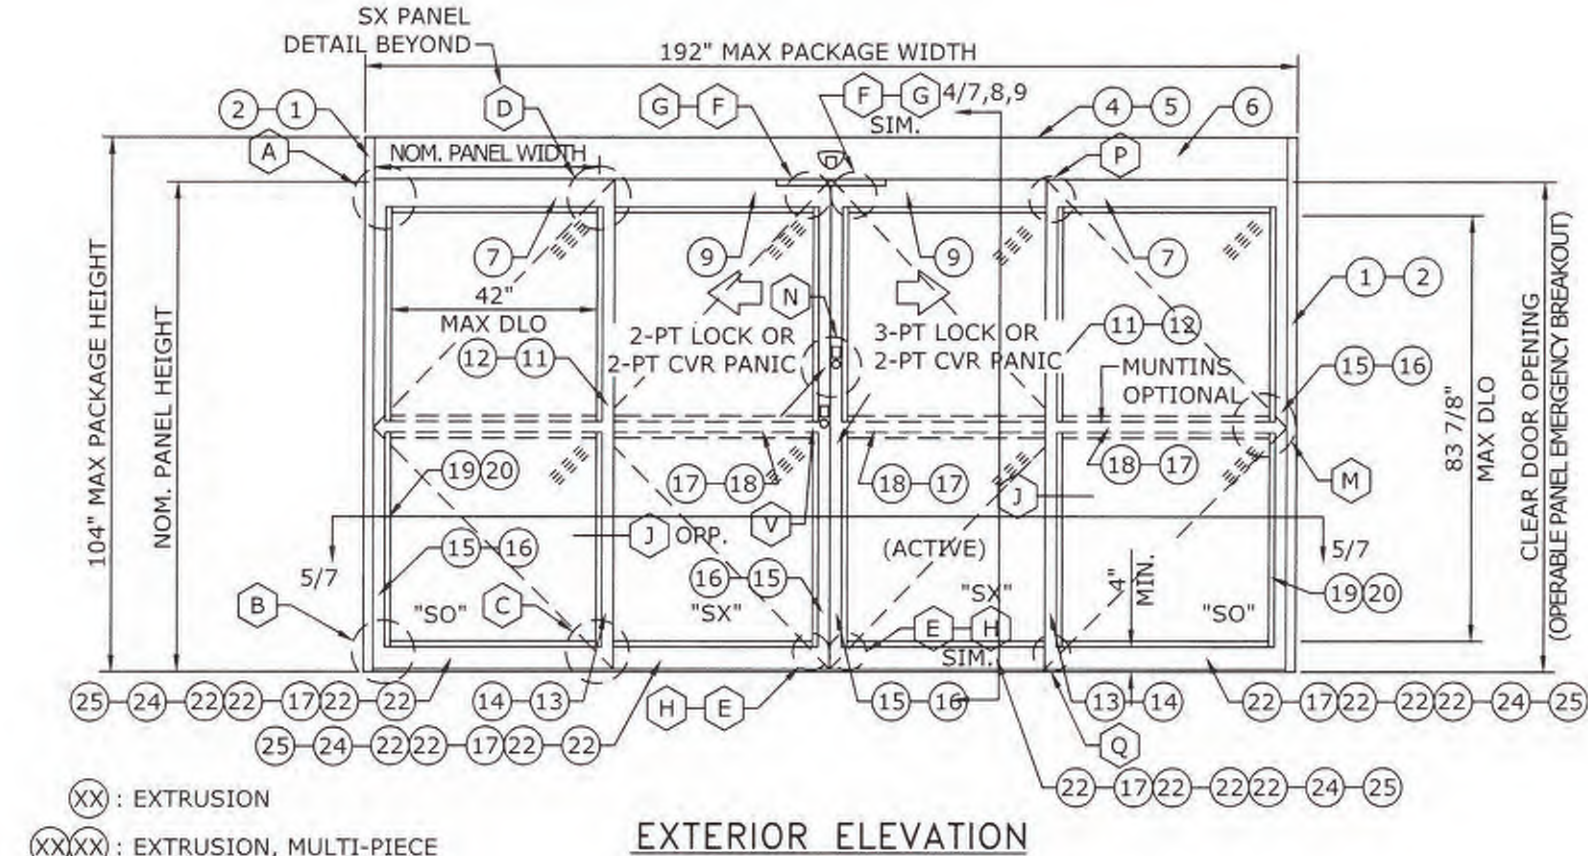 SX PANEL
DETAIL BEYOND
192" MAX PACKAGE WIDTH
2 1
D
G F
F G 4/7,8,9
SIM.
4 5
6
A
NOM. PANEL WIDTH
P
7
9
9
7
1 2
42"
MAX DLO
N
12 11
2-PT LOCK OR
2-PT CVR PANIC
3-PT LOCK OR
2-PT CVR PANIC
11 12
MUNTINS
OPTIONAL
15 16
104" MAX PACKAGE HEIGHT
NOM. PANEL HEIGHT
83 7/8"
MAX DLO
CLEAR DOOR OPENING
(OPERABLE PANEL EMERGENCY BREAKOUT)
19 20
17 18
18 17
18 17
M
J
V
J OPP.
15 16
5/7
(ACTIVE)
5/7
16 15
4"
MIN.
19 20
B
"SO"
C
"SX"
"SX"
"SO"
E H
SIM.
25 24 22 22 17 22 22
14 13
H E
15 16
13 14
22 17 22 22 22 24 25
25 24 22 22 17 22 22
Q
22 17 22 22 22 24 25
XX : EXTRUSION
XX XX : EXTRUSION, MULTI-PIECE
EXTERIOR ELEVATION